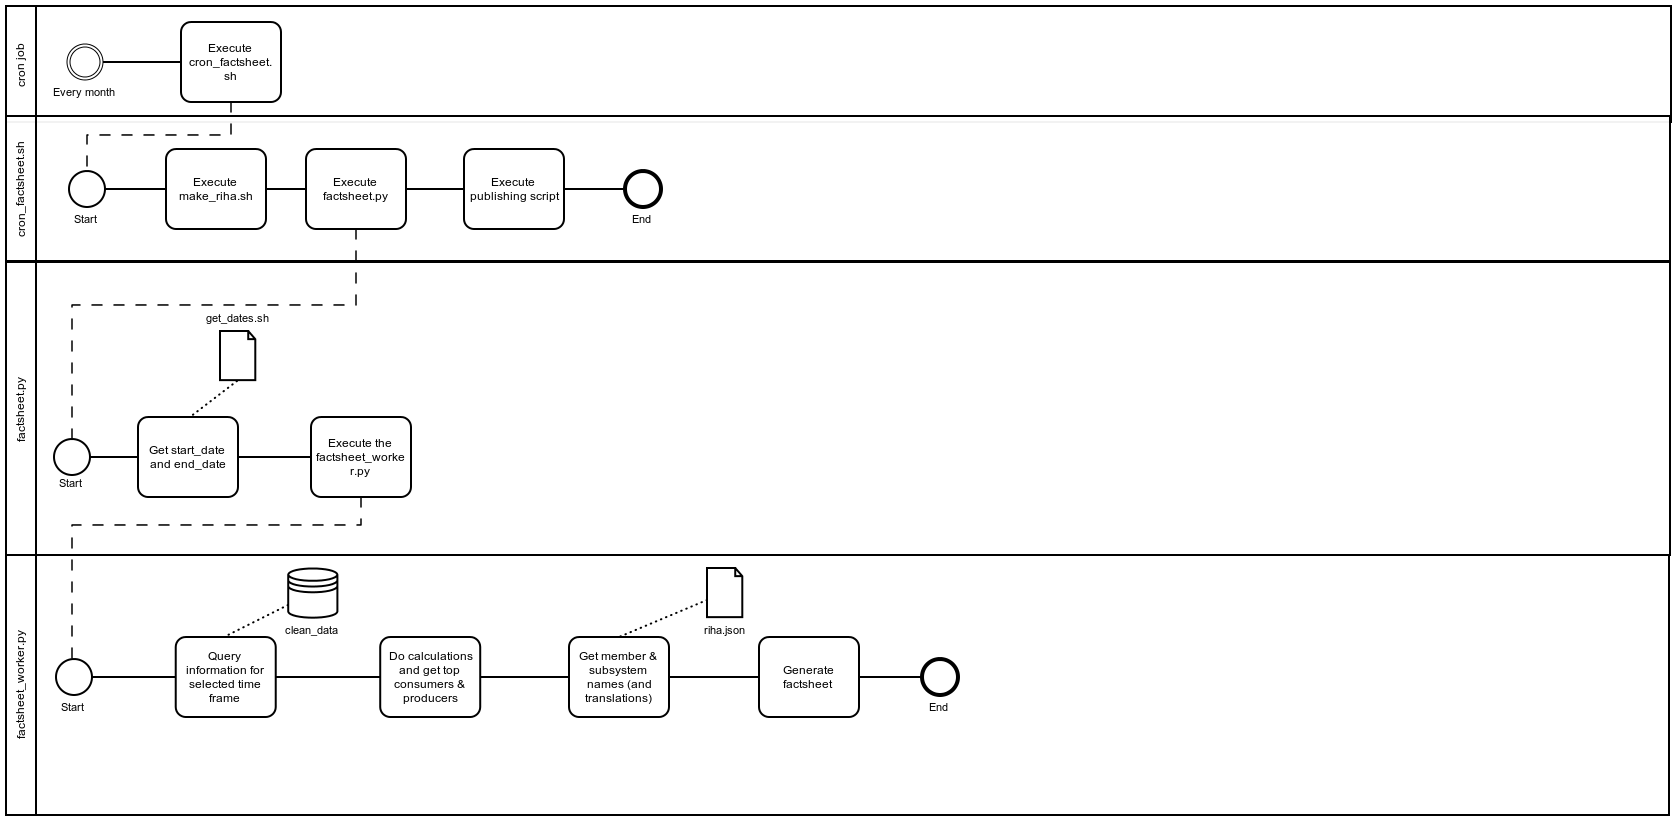 cron job
Every month
Execute
cron_factsheet.
sh
cron_factsheet.sh
Start
Execute
make_riha.sh
Execute
factsheet.py
Execute
publishing script
End
factsheet.py
get_dates.sh
Start
Get start_date
and end_date
Execute the
factsheet_worke
r.py
factsheet_worker.py
Start
clean_data
Query
information for
selected time
frame
Do calculations
and get top
consumers &
producers
riha.json
Get member &
subsystem
names (and
translations)
Generate
factsheet
End